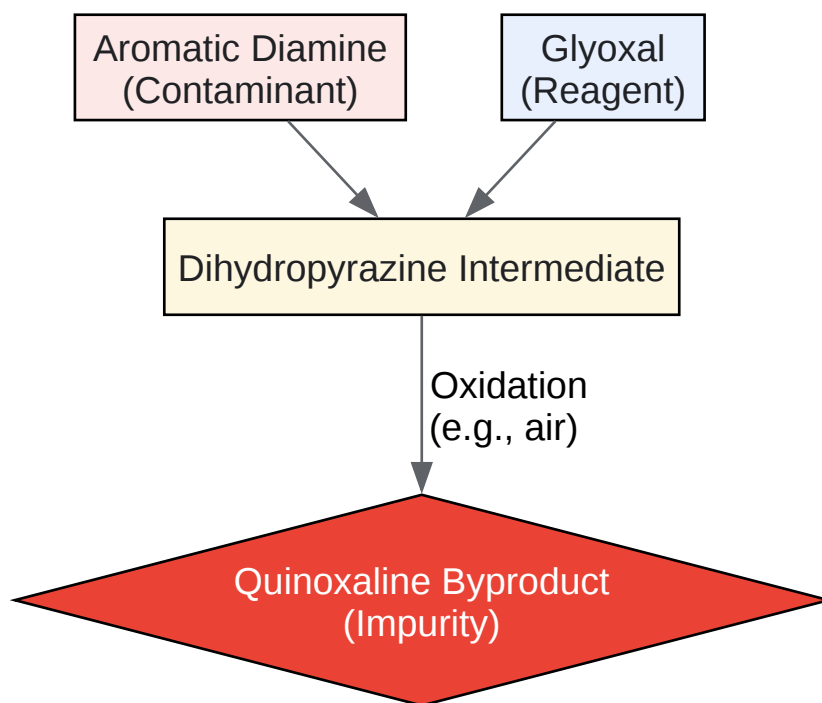 Aromatic Diamine
(Contaminant)
Glyoxal
(Reagent)
Dihydropyrazine Intermediate
Oxidation
(e.g., air)
Quinoxaline Byproduct
(Impurity)